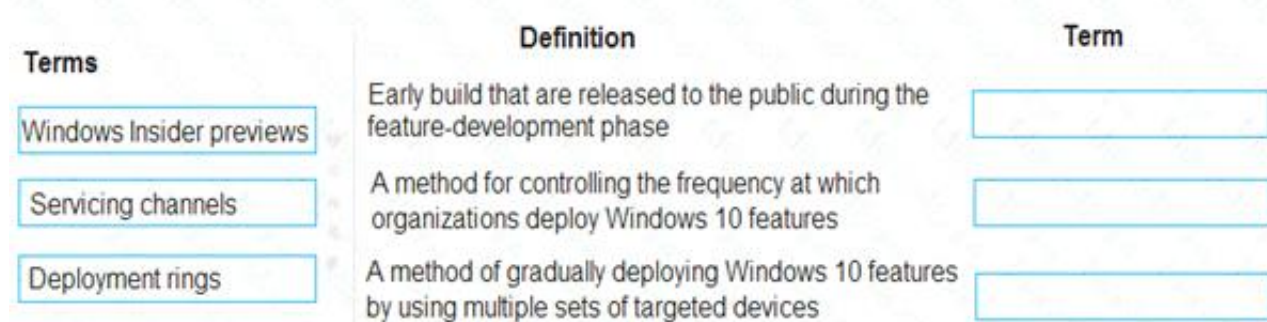 Terms
Windows Insider previews
Servicing channels
Deployment rings
Definition
Early build that are released to the public during the
feature-development phase
A method for controlling the frequency at which
organizations deploy Windows 10 features
A method of gradually deploying Windows 10 features
by using multiple sets of targeted devices
Term